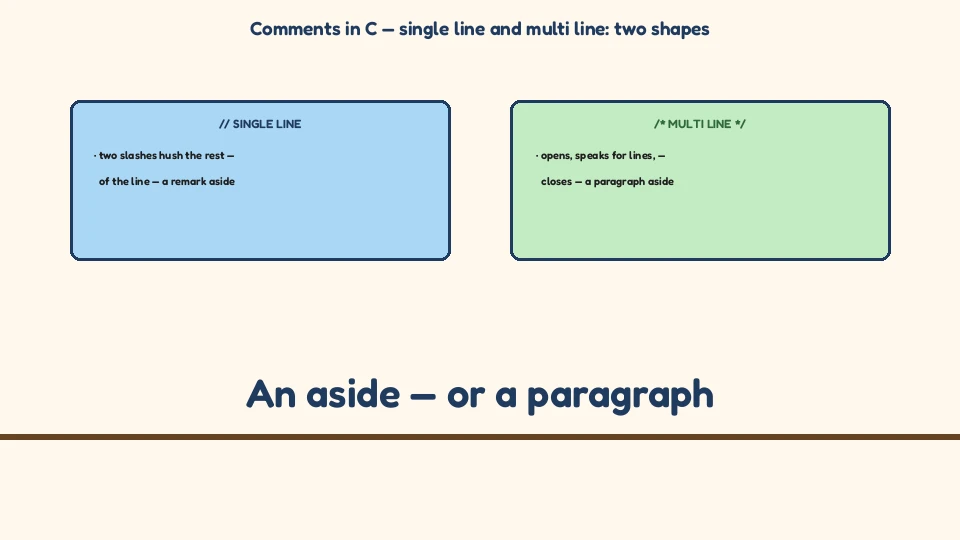 Comments in C — single line and multi line: two shapes
// SINGLE LINE
· two slashes hush the rest —
of the line — a remark aside
/* MULTI LINE */
· opens, speaks for lines, —
closes — a paragraph aside
An aside — or a paragraph